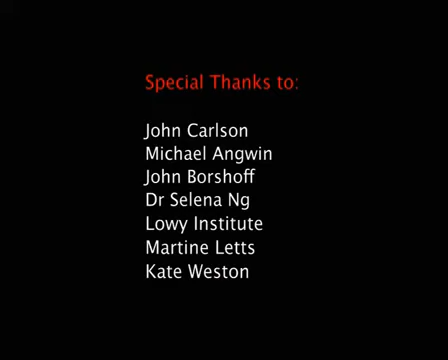 Special Thanks to:
John Carlson
Michael Angwin
John Borshoff
Dr Selena Ng
Lowy Institute
Martine Letts
Kate Weston